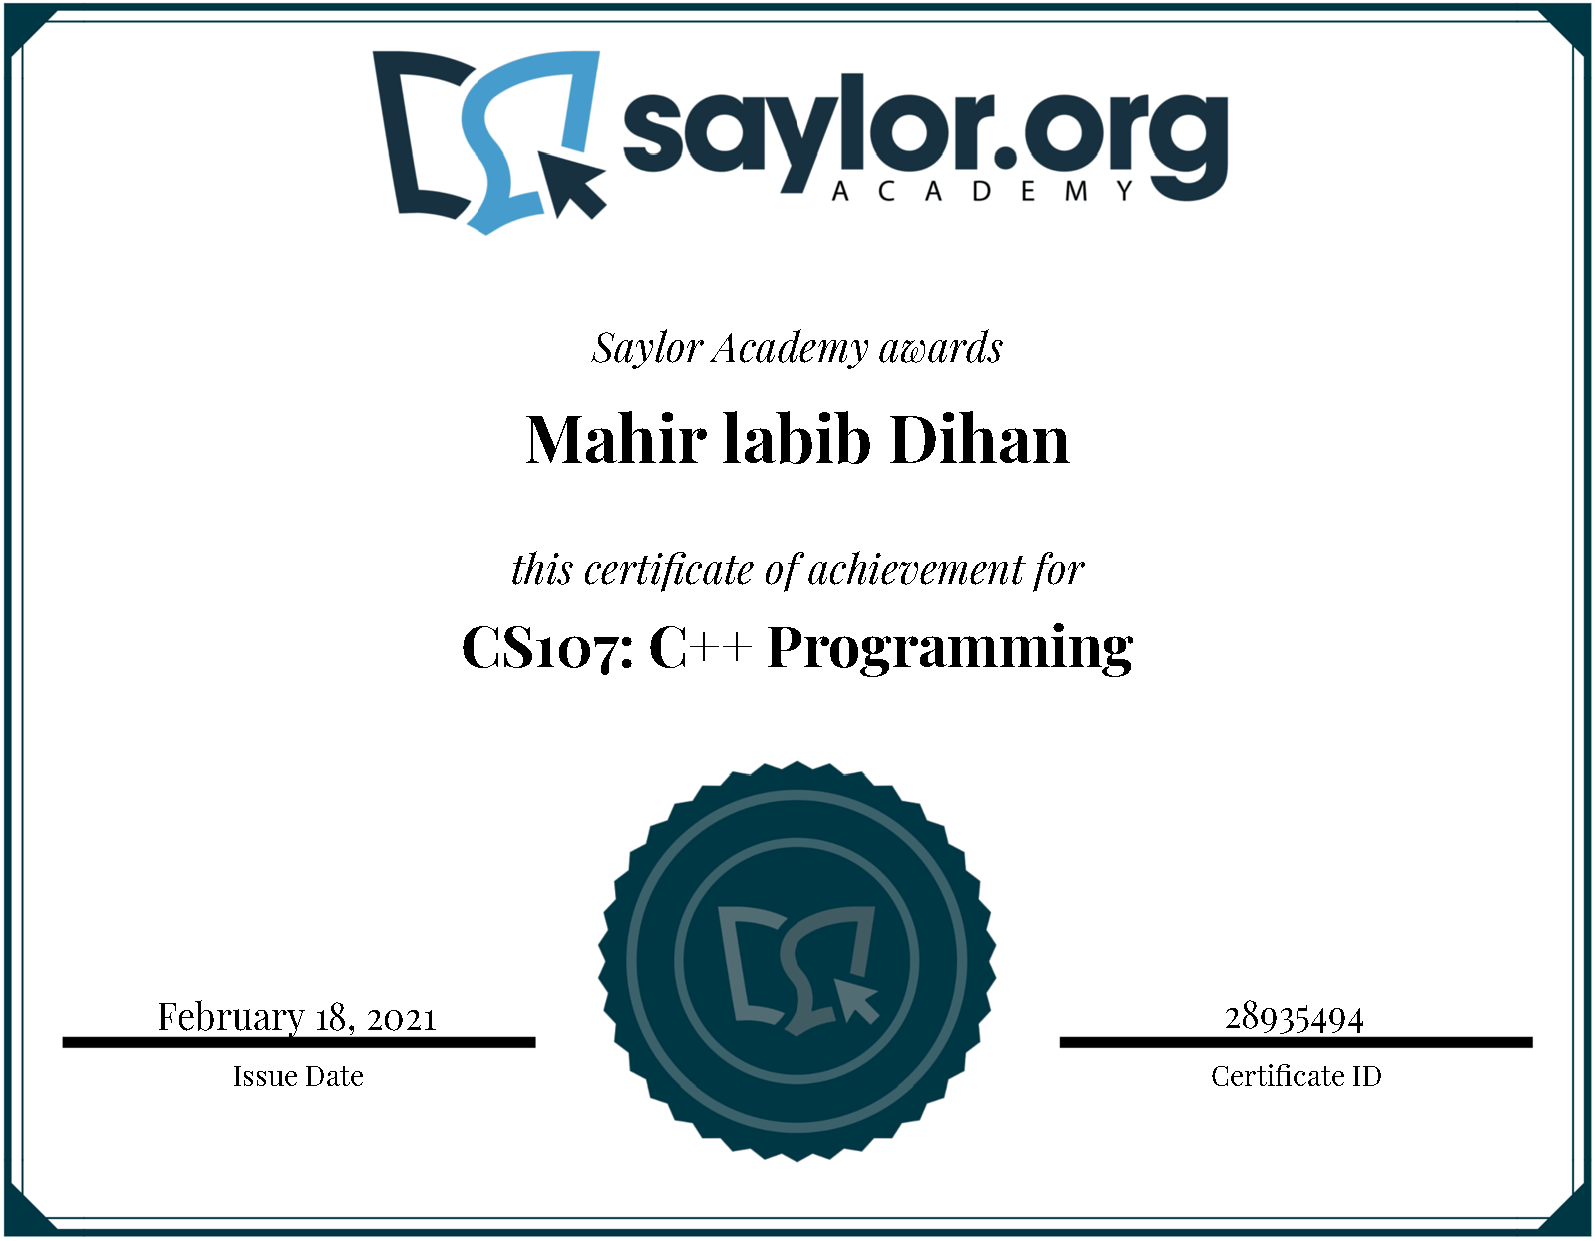 saylor.org
ACADEMY
Saylor Academy awards
Mahir labib Dihan
this certificate of achievement for
CS107: C++ Programming
February 18, 2021
Issue Date
28935494
Certificate ID